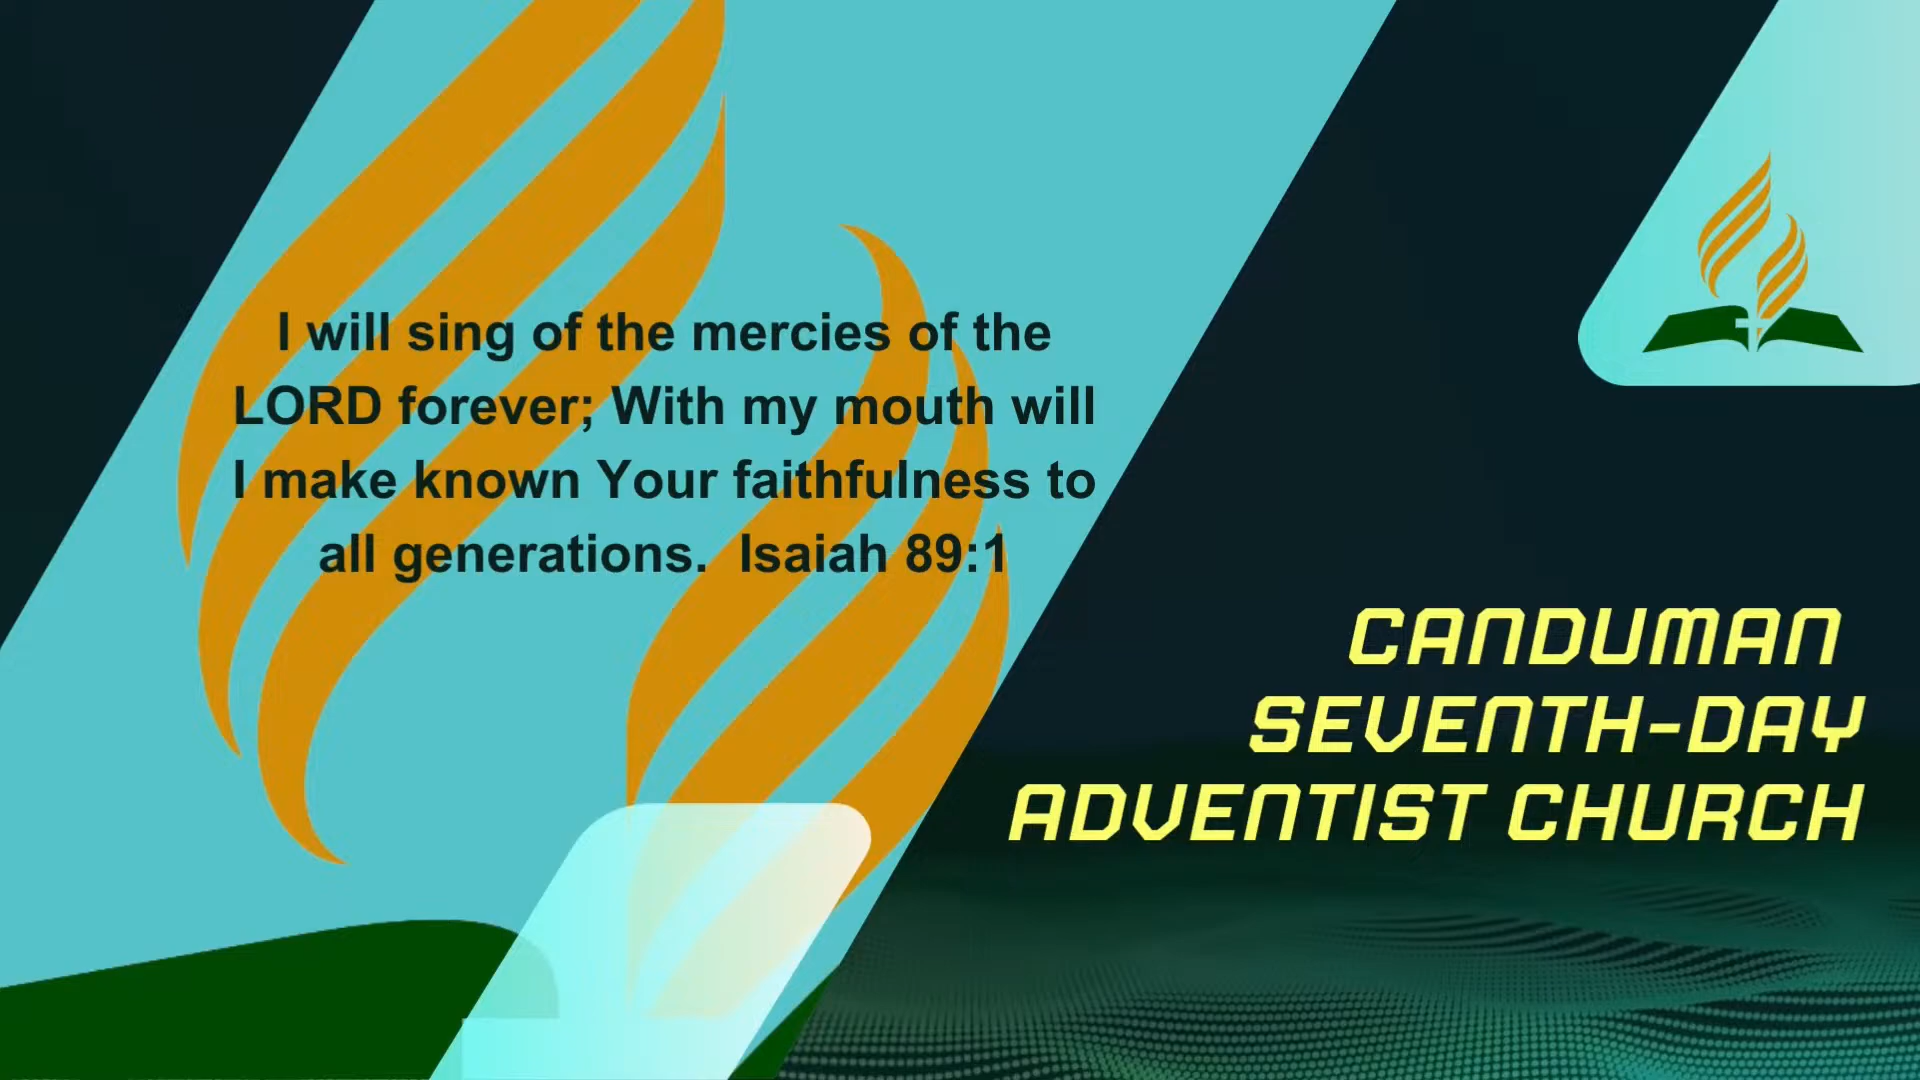 I will sing of the mercies of the
LORD forever; With my mouth will
I make known Your faithfulness to
all generations.  Isaiah 89:1
CANDUMAN
SEVENTH-DAY
ADVENTIST CHURCH